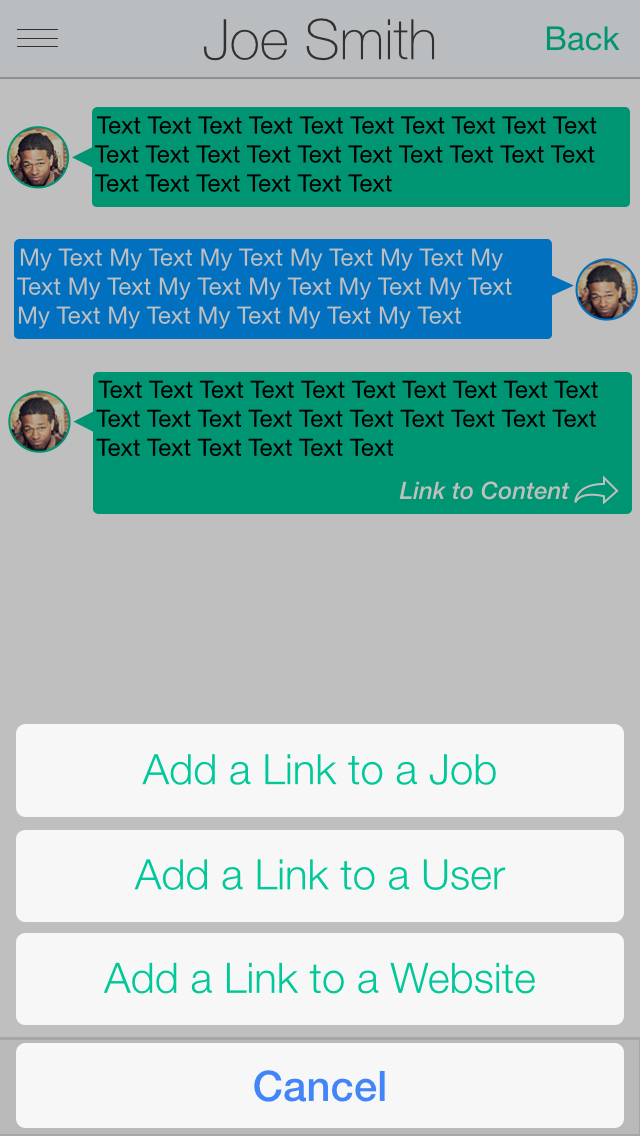 Joe Smith
Back
Text Text Text Text Text Text Text Text Text Text
Text Text Text Text Text Text Text Text Text Text
Text Text Text Text Text Text
My Text My Text My Text My Text My Text My
Text My Text My Text My Text My Text My Text
My Text My Text My Text My Text My Text
Text Text Text Text Text Text Text Text Text Text
Text Text Text Text Text Text Text Text Text Text
Text Text Text Text Text Text
Link to Content
Add a Link to a Job
Add a Link to a User
Add a Link to a Website
Cancel